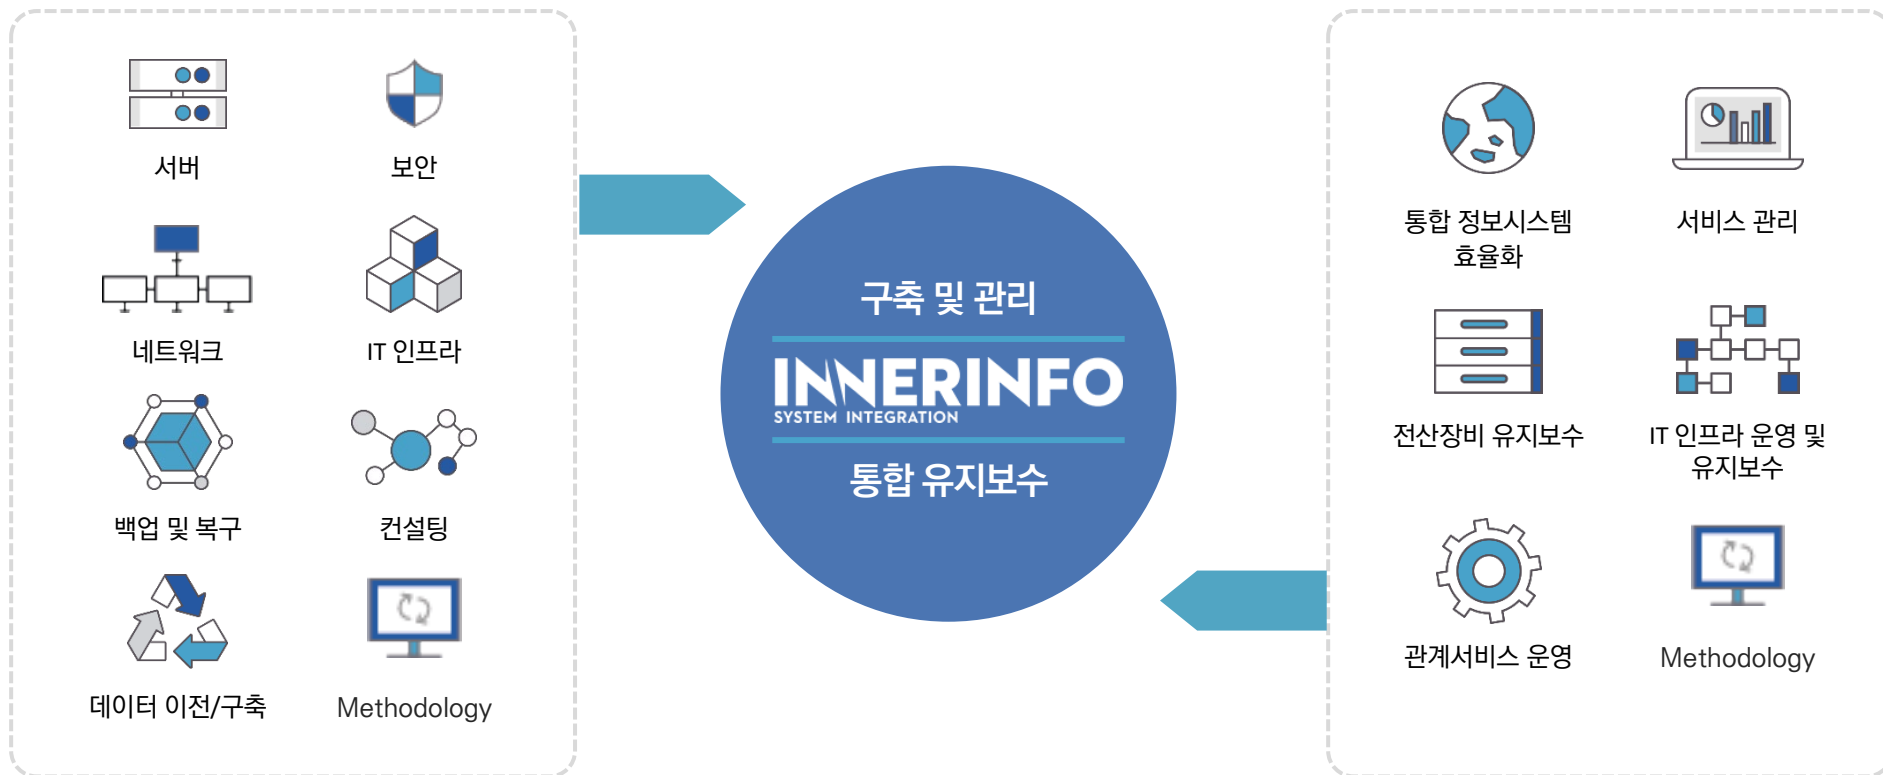 서버
보안
네트워크
IT 인프라
백업 및 복구
컨설팅
데이터 이전/구축
Methodology
구축 및 관리
INNERINFO
SYSTEM INTEGRATION
통합 유지보수
통합 정보시스템
효율화
서비스 관리
전산장비 유지보수
IT 인프라 운영 및
유지보수
관계서비스 운영
Methodology